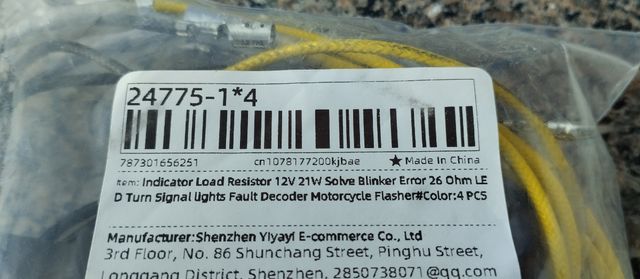 24775-1*4
787301656251 cn1078177200kjbae ★ Made in China
Item: Indicator Load Resistor 12V 21W Solve Blinker Error 26 Ohm LE
D Turn Signal lights Fault Decoder Motorcycle Flasher#Color:4 PCS
Manufacturer:Shenzhen Yiyayi E-commerce Co., Ltd
3rd Floor, No. 86 Shunchang Street, Pinghu Street,
Longgang District, Shenzhen, 2850738071@qq.com